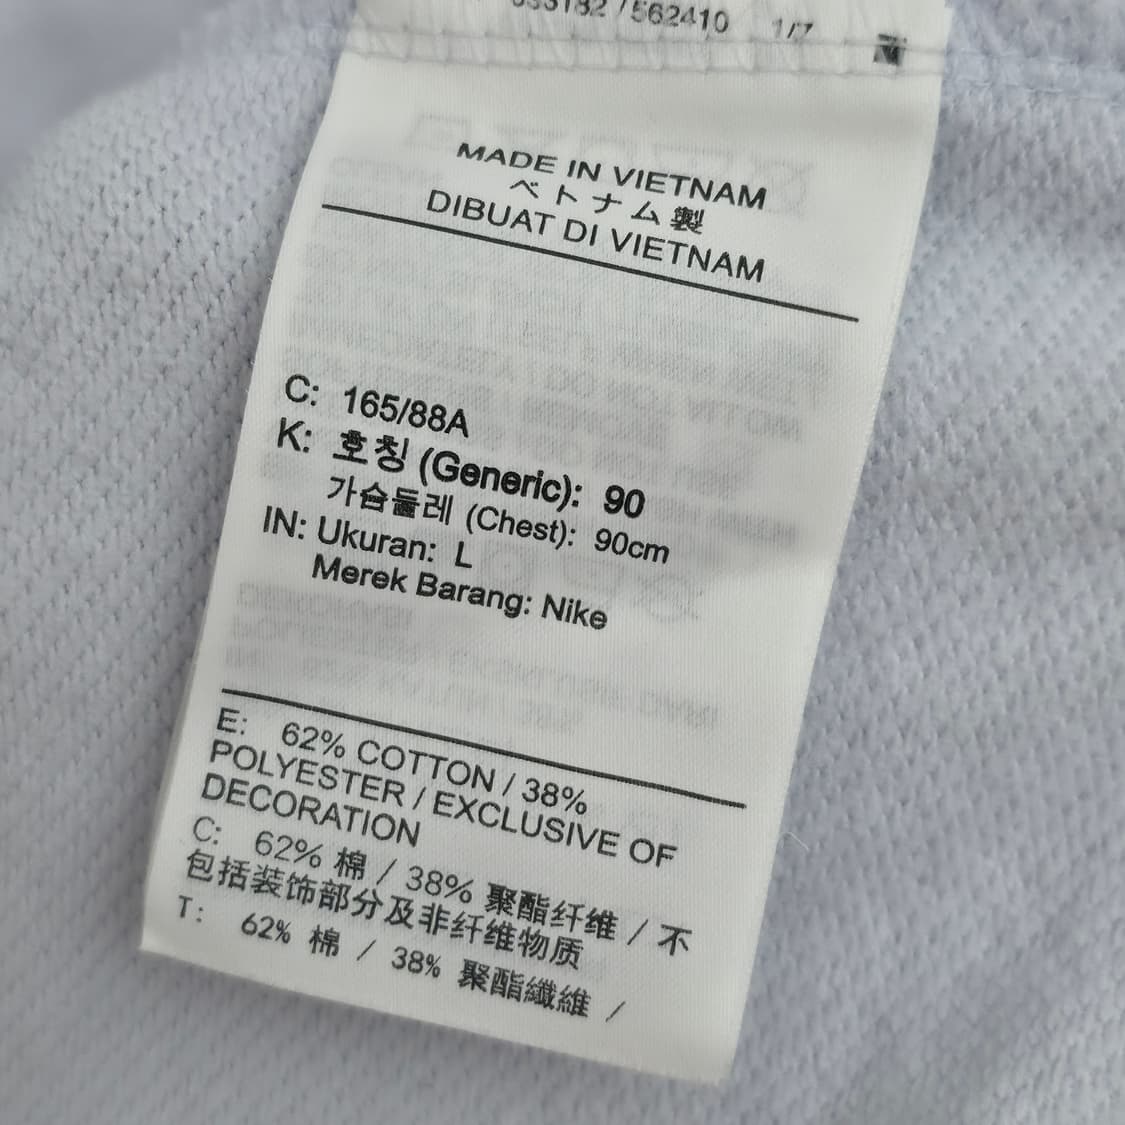 /562410 1/7
MADE IN VIETNAM
ベトナム製
DIBUAT DI VIETNAM
C: 165/88A
K: 호칭 (Generic): 90
가슴둘레 (Chest): 90cm
IN: Ukuran: L
Merek Barang: Nike
E: 62% COTTON / 38%
POLYESTER / EXCLUSIVE OF
DECORATION
C: 62% 棉 / 38% 聚酯纤维 / 不
包括装饰部分及非纤维物质
T: 62% 棉 / 38% 聚酯纖維 /